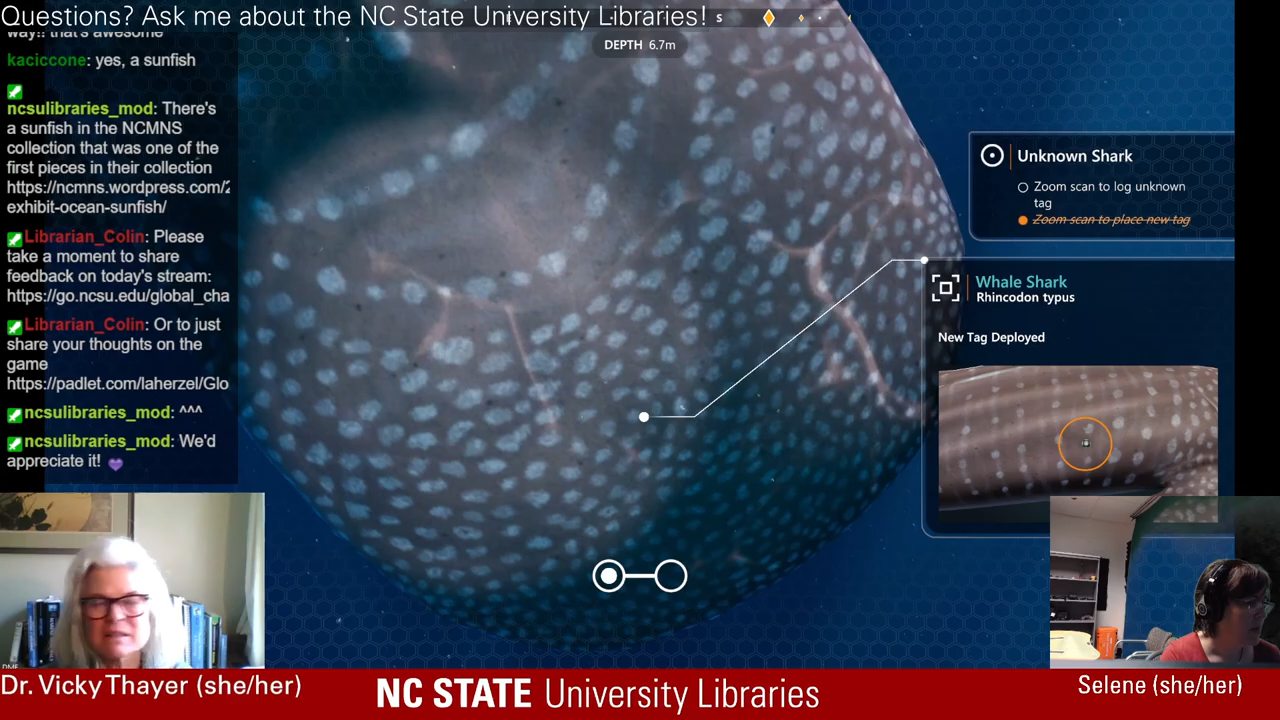 Questions? Ask me about the NC State University Libraries!
S
DEPTH 6.7m
way!! that's awesome
kaciccone: yes, a sunfish
ncsulibraries_mod: There's
a sunfish in the NCMNS
collection that was one of the
first pieces in their collection
https://ncmns.wordpress.com/2
exhibit-ocean-sunfish/
Librarian_Colin: Please
take a moment to share
feedback on today's stream:
https://go.ncsu.edu/global_cha
Librarian_Colin: Or to just
share your thoughts on the
game
https://padlet.com/laherzel/Glo
ncsulibraries_mod: ^^^
ncsulibraries_mod: We'd
appreciate it!
Unknown Shark
Zoom scan to log unknown
tag
Zoom scan to place new tag
Whale Shark
Rhincodon typus
New Tag Deployed
Dr. Vicky Thayer (she/her)
NC STATE University Libraries
Selene (she/her)